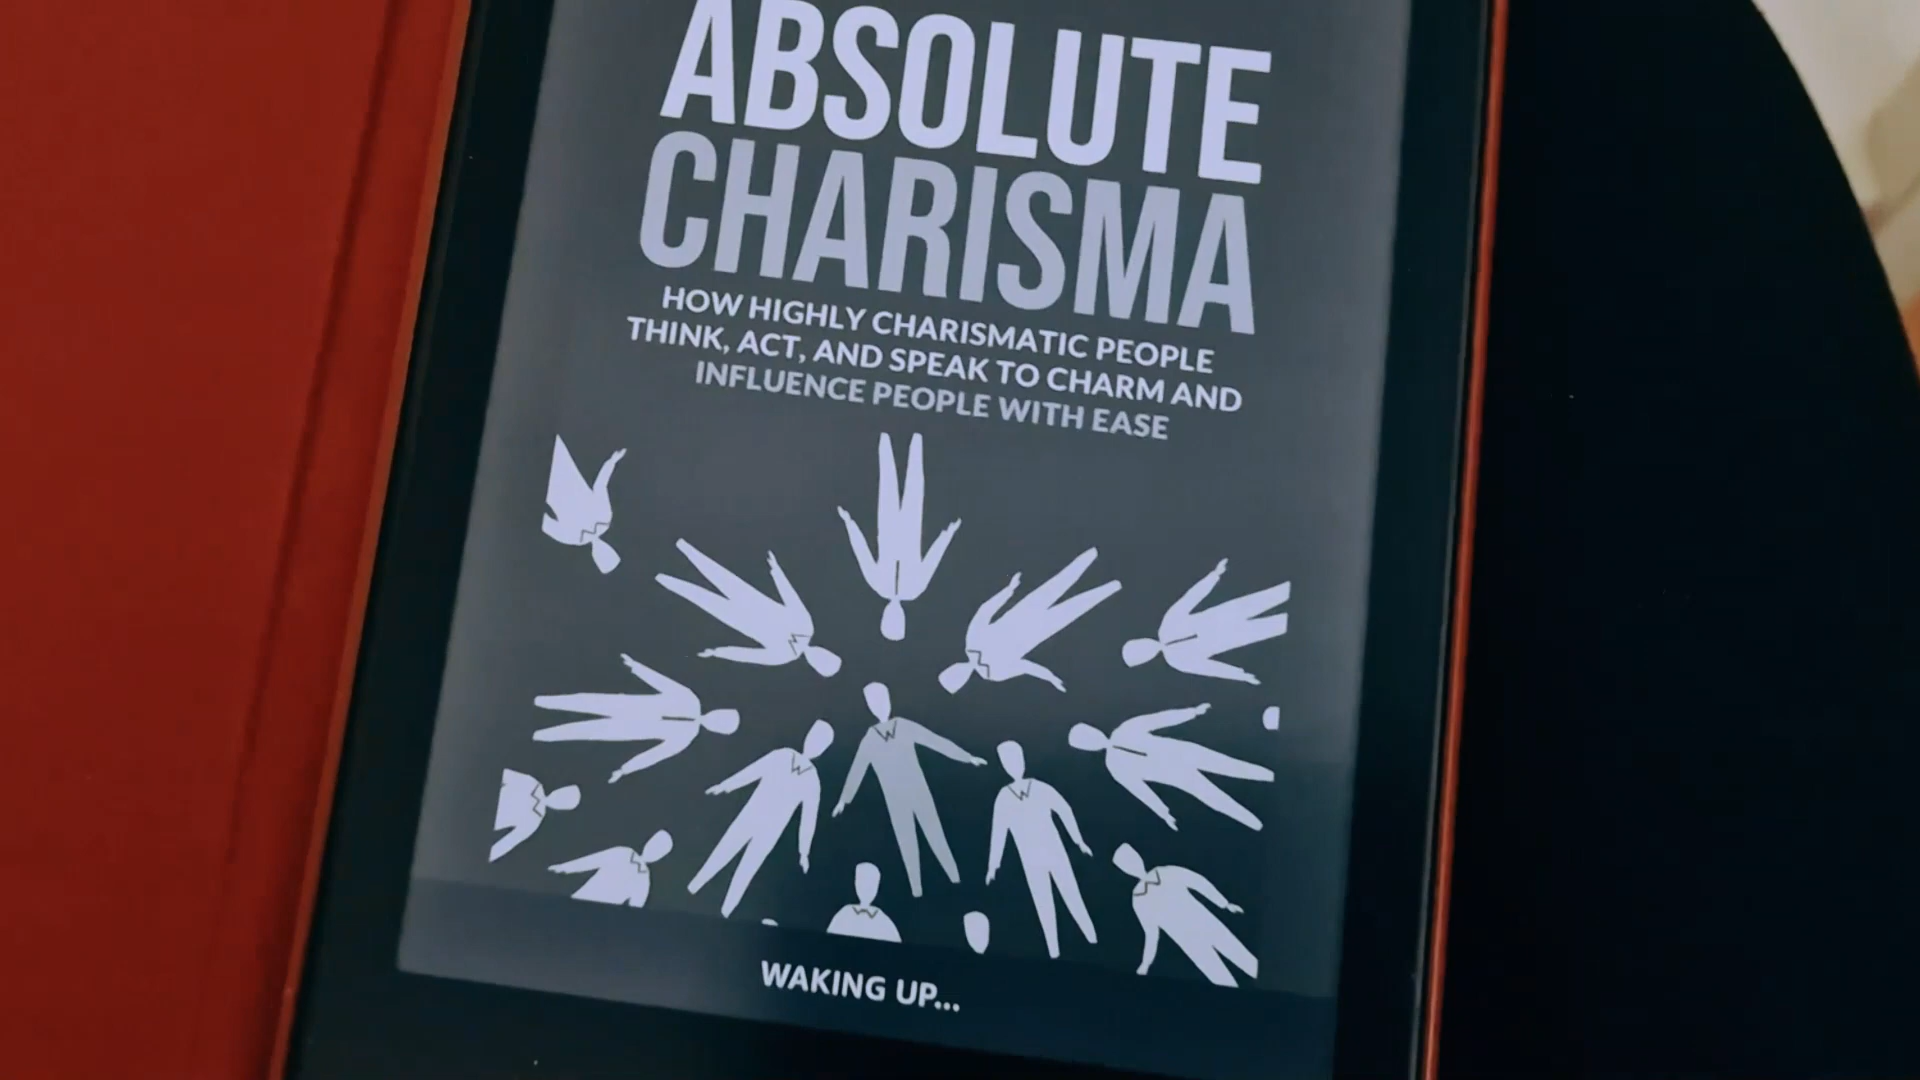 ABSOLUTE
CHARISMA
HOW HIGHLY CHARISMATIC PEOPLE
THINK, ACT, AND SPEAK TO CHARM AND
INFLUENCE PEOPLE WITH EASE
WAKING UP...